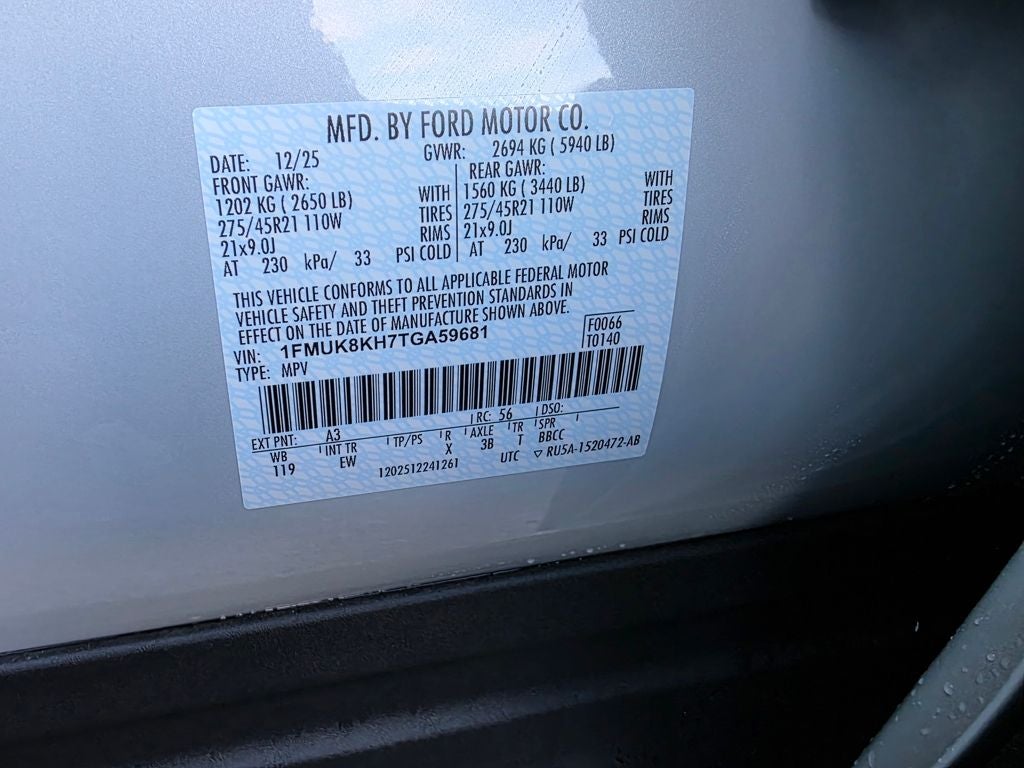 MFD. BY FORD MOTOR CO.
DATE: 12/25 GVWR: 2694 KG ( 5940 LB)
FRONT GAWR: REAR GAWR:
1202 KG ( 2650 LB) WITH 1560 KG ( 3440 LB) WITH
275/45R21 110W TIRES 275/45R21 110W TIRES
21x9.0J RIMS 21x9.0J RIMS
AT 230 kPa/ 33 PSI COLD AT 230 kPa/ 33 PSI COLD
THIS VEHICLE CONFORMS TO ALL APPLICABLE FEDERAL MOTOR
VEHICLE SAFETY AND THEFT PREVENTION STANDARDS IN
EFFECT ON THE DATE OF MANUFACTURE SHOWN ABOVE.
VIN: 1FMUK8KH7TGA59681 F0066
TYPE: MPV T0140
EXT PNT: A3 RC: 56 DSO:
WB INT TR TP/PS R AXLE TR SPR
119 EW X 3B T BBCC
1202512241261 UTC ▽ RU5A-1520472-AB